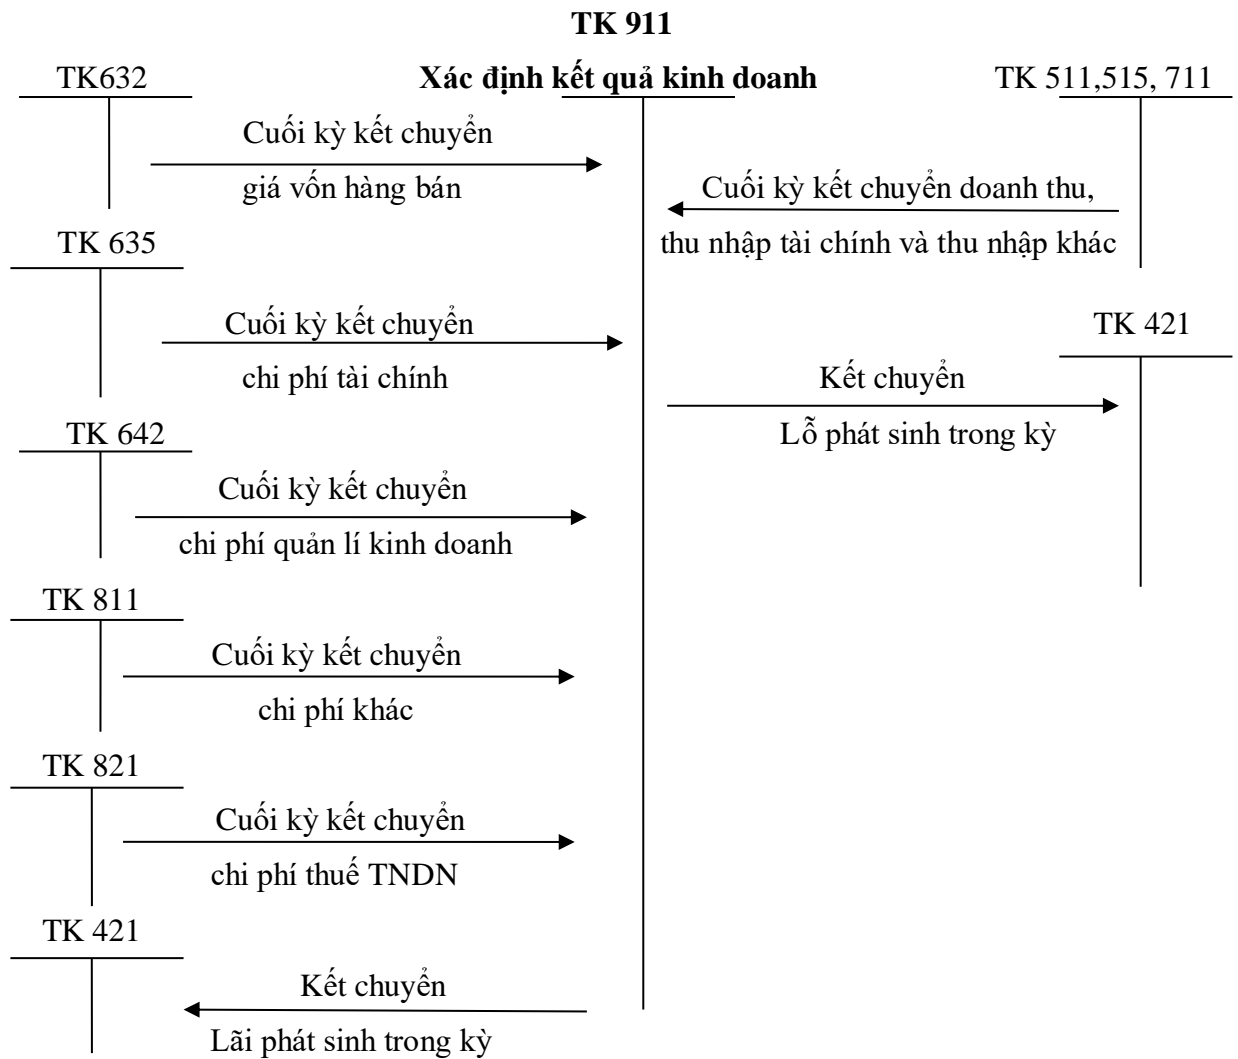 TK 911
TK632
Xác định kết quả kinh doanh
TK 511,515, 711
Cuối kỳ kết chuyển
giá vốn hàng bán
Cuối kỳ kết chuyển doanh thu,
thu nhập tài chính và thu nhập khác
TK 635
Cuối kỳ kết chuyển
chi phí tài chính
TK 421
Kết chuyển
Lỗ phát sinh trong kỳ
TK 642
Cuối kỳ kết chuyển
chi phí quản lí kinh doanh
TK 811
Cuối kỳ kết chuyển
chi phí khác
TK 821
Cuối kỳ kết chuyển
chi phí thuế TNDN
TK 421
Kết chuyển
Lãi phát sinh trong kỳ